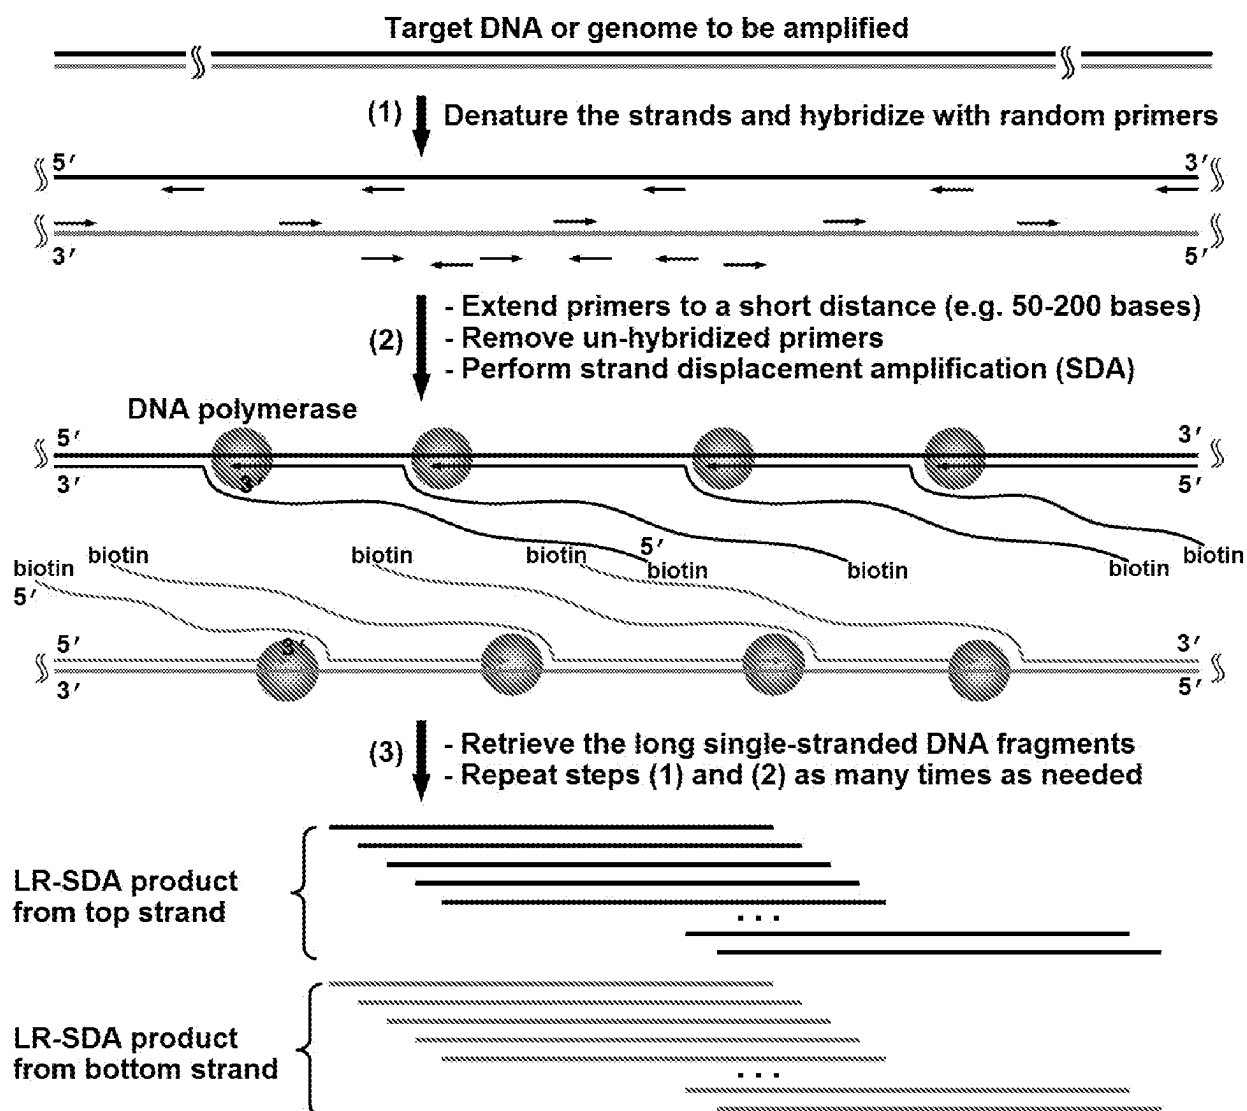 Target DNA or genome to be amplified
(1) Denature the strands and hybridize with random primers
5′ 3′
3′ 5′
- Extend primers to a short distance (e.g. 50-200 bases)
(2) - Remove un-hybridized primers
- Perform strand displacement amplification (SDA)
DNA polymerase
5′ 3′
3′ 3′ 5′
biotin biotin biotin biotin 5′ biotin biotin biotin biotin
5′
5′ 3′ 3′
3′ 5′
(3) - Retrieve the long single-stranded DNA fragments
- Repeat steps (1) and (2) as many times as needed
LR-SDA product
from top strand
. . .
LR-SDA product
from bottom strand
. . .